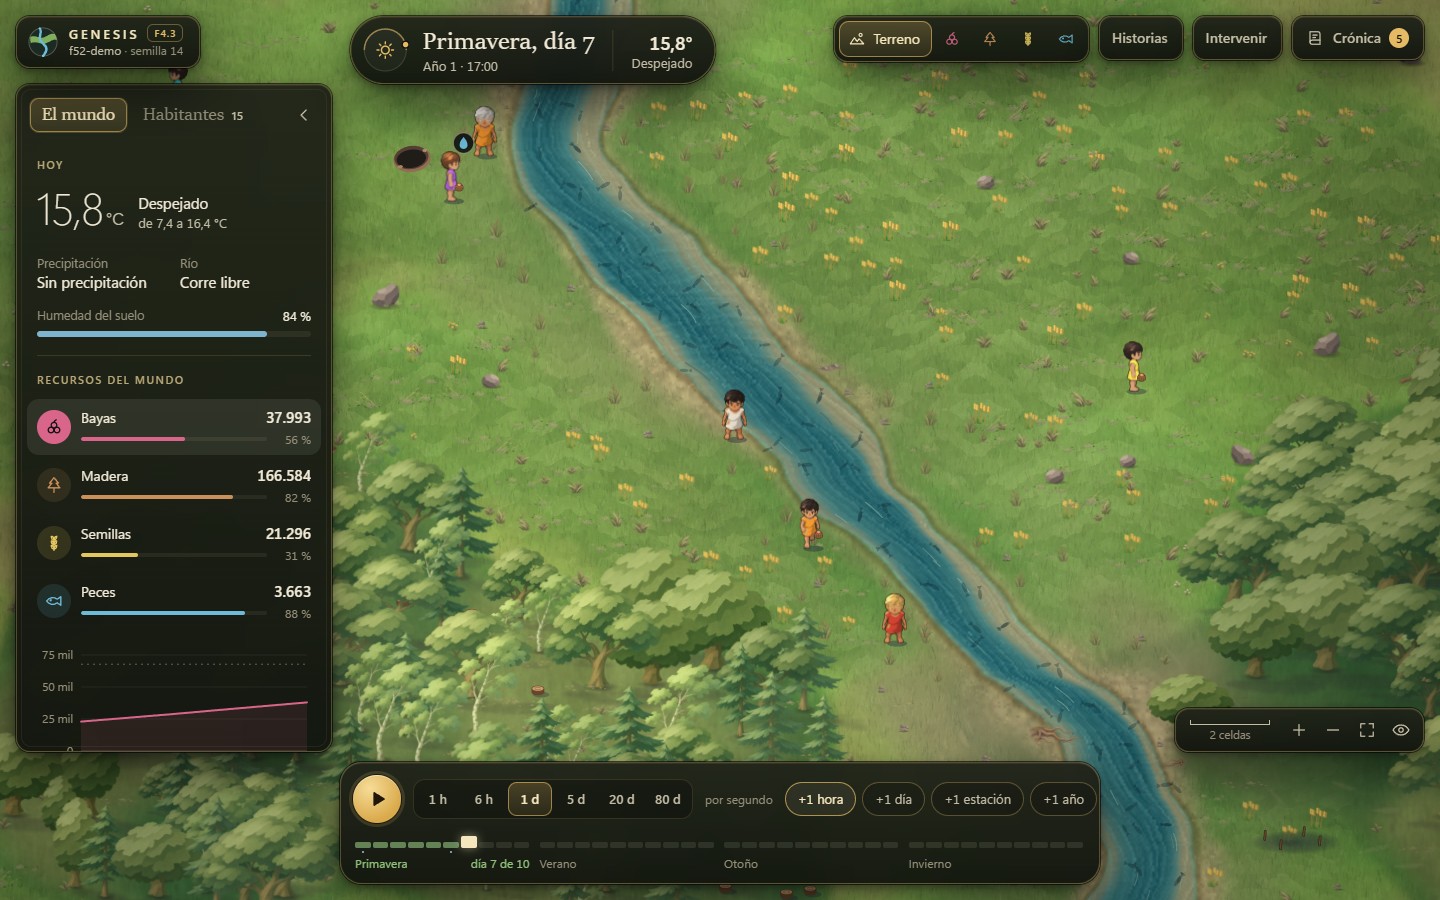 GENESIS F4.3
f52-demo · semilla 14
Primavera, día 7
Año 1 · 17:00
15,8°
Despejado
Terreno
Historias
Intervenir
Crónica 5
El mundo
Habitantes 15
HOY
15,8 °C
Despejado
de 7,4 a 16,4 °C
Precipitación
Sin precipitación
Río
Corre libre
Humedad del suelo 84 %
RECURSOS DEL MUNDO
Bayas 37.993
56 %
Madera 166.584
82 %
Semillas 21.296
31 %
Peces 3.663
88 %
75 mil
50 mil
25 mil
0
2 celdas
1 h 6 h 1 d 5 d 20 d 80 d por segundo +1 hora +1 día +1 estación +1 año
Primavera día 7 de 10 Verano Otoño Invierno